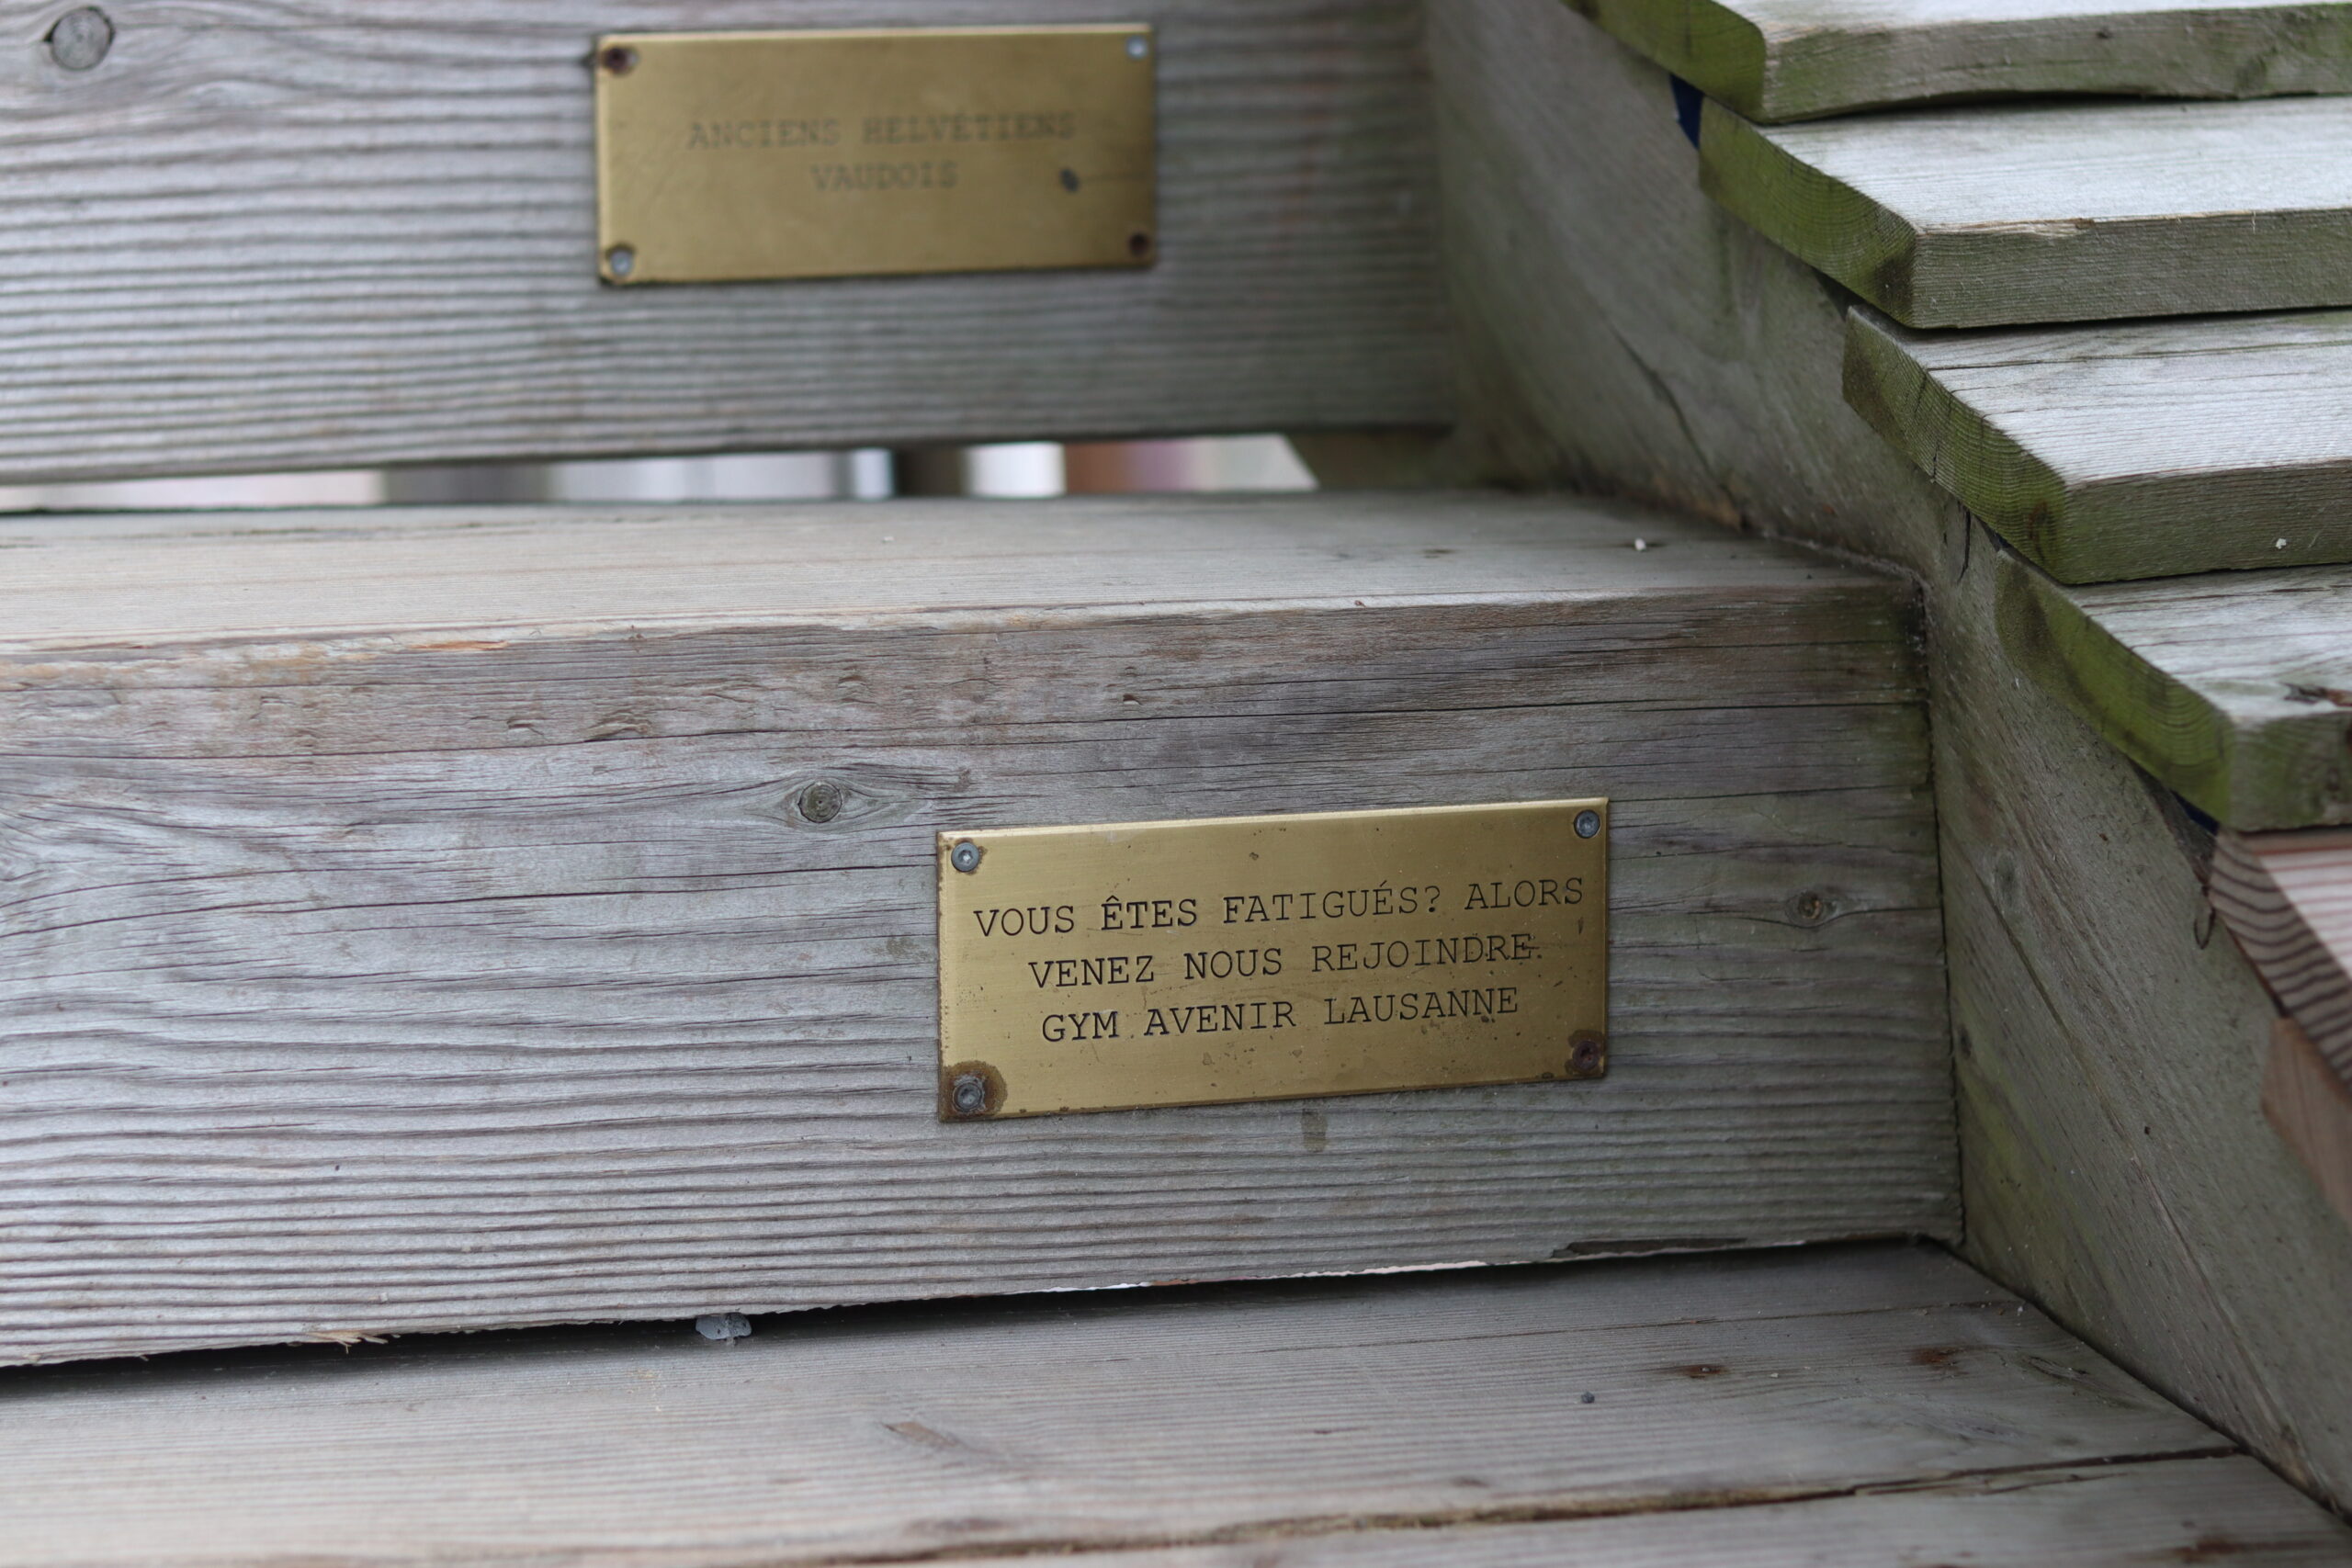 ANCIENS HELVÉTIENS
VAUDOIS
VOUS ÊTES FATIGUÉS? ALORS
VENEZ NOUS REJOINDRE.
GYM AVENIR LAUSANNE